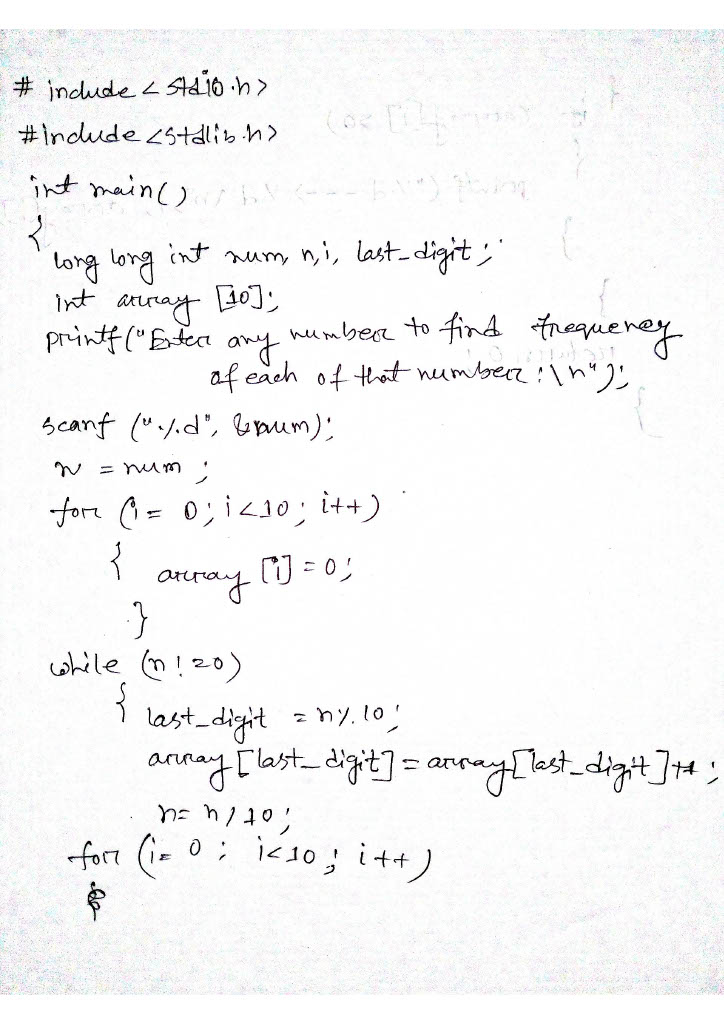 # include < stdio.h>
#include <stdlib.h>
int main()
{
long long int num, n,i, last_digit;
int array [10];
printf("Enter any number to find frequency
of each of that number :\n");
scanf ("%d", &num);
n = num ;
for (i = 0; i<10; i++)
{ array [i] = 0;
}
while (n != 0)
{ last_digit = n%10;
array [last_digit] = array [last_digit]+1;
n= n/10;
for (i= 0 ; i<10 ; i++)